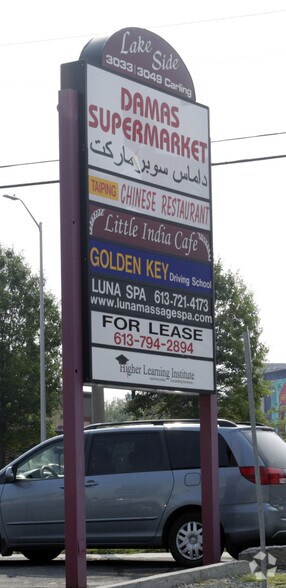 Lake Side
3033 | 3049 Carling
DAMAS
SUPERMARKET
داماس سوبر ماركت
TAIPING CHINESE RESTAURANT
Little India Cafe
GOLDEN KEY Driving School
LUNA SPA 613-721-4173
www.lunamassagespa.com
FOR LEASE
613-794-2894
Higher Learning Institute